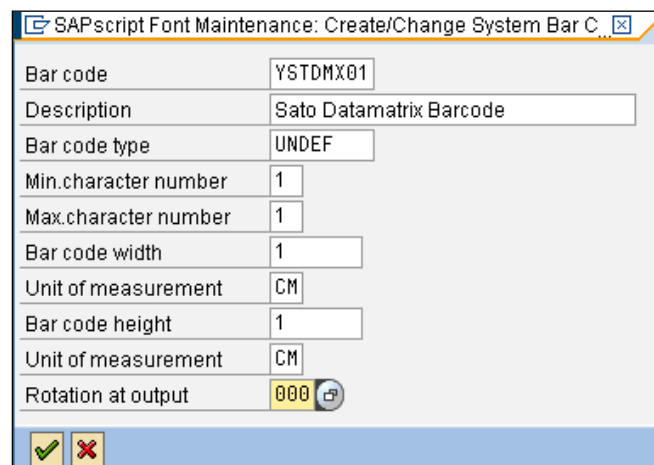 SAPscript Font Maintenance: Create/Change System Bar C...
Bar code YSTDMX01
Description Sato Datamatrix Barcode
Bar code type UNDEF
Min.character number 1
Max.character number 1
Bar code width 1
Unit of measurement CM
Bar code height 1
Unit of measurement CM
Rotation at output 000